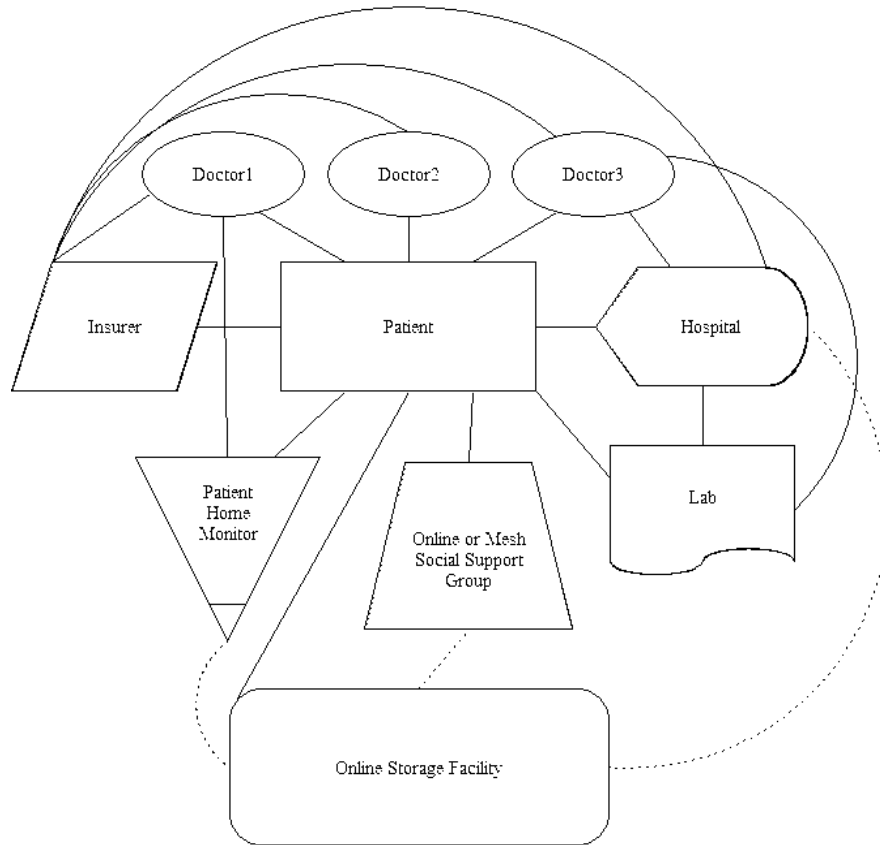 Doctor1
Doctor2
Doctor3
Insurer
Patient
Hospital
Patient
Home
Monitor
Online or Mesh
Social Support
Group
Lab
Online Storage Facility